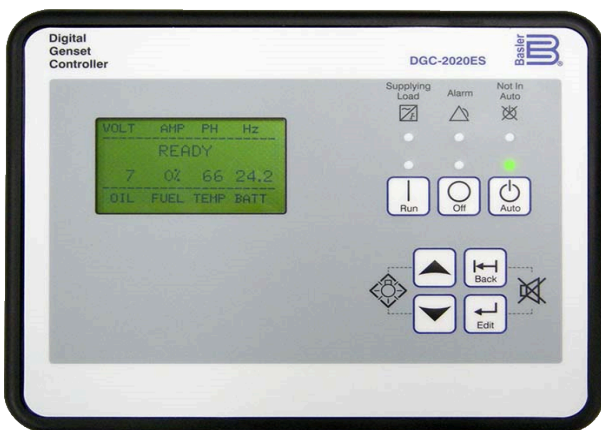 Digital
Genset
Controller
DGC-2020ES
Basler
B
®
Supplying
Load
Alarm
Not In
Auto
VOLT AMP PH Hz
READY
7 0% 66 24.2
OIL FUEL TEMP BATT
Run
Off
Auto
Back
Edit